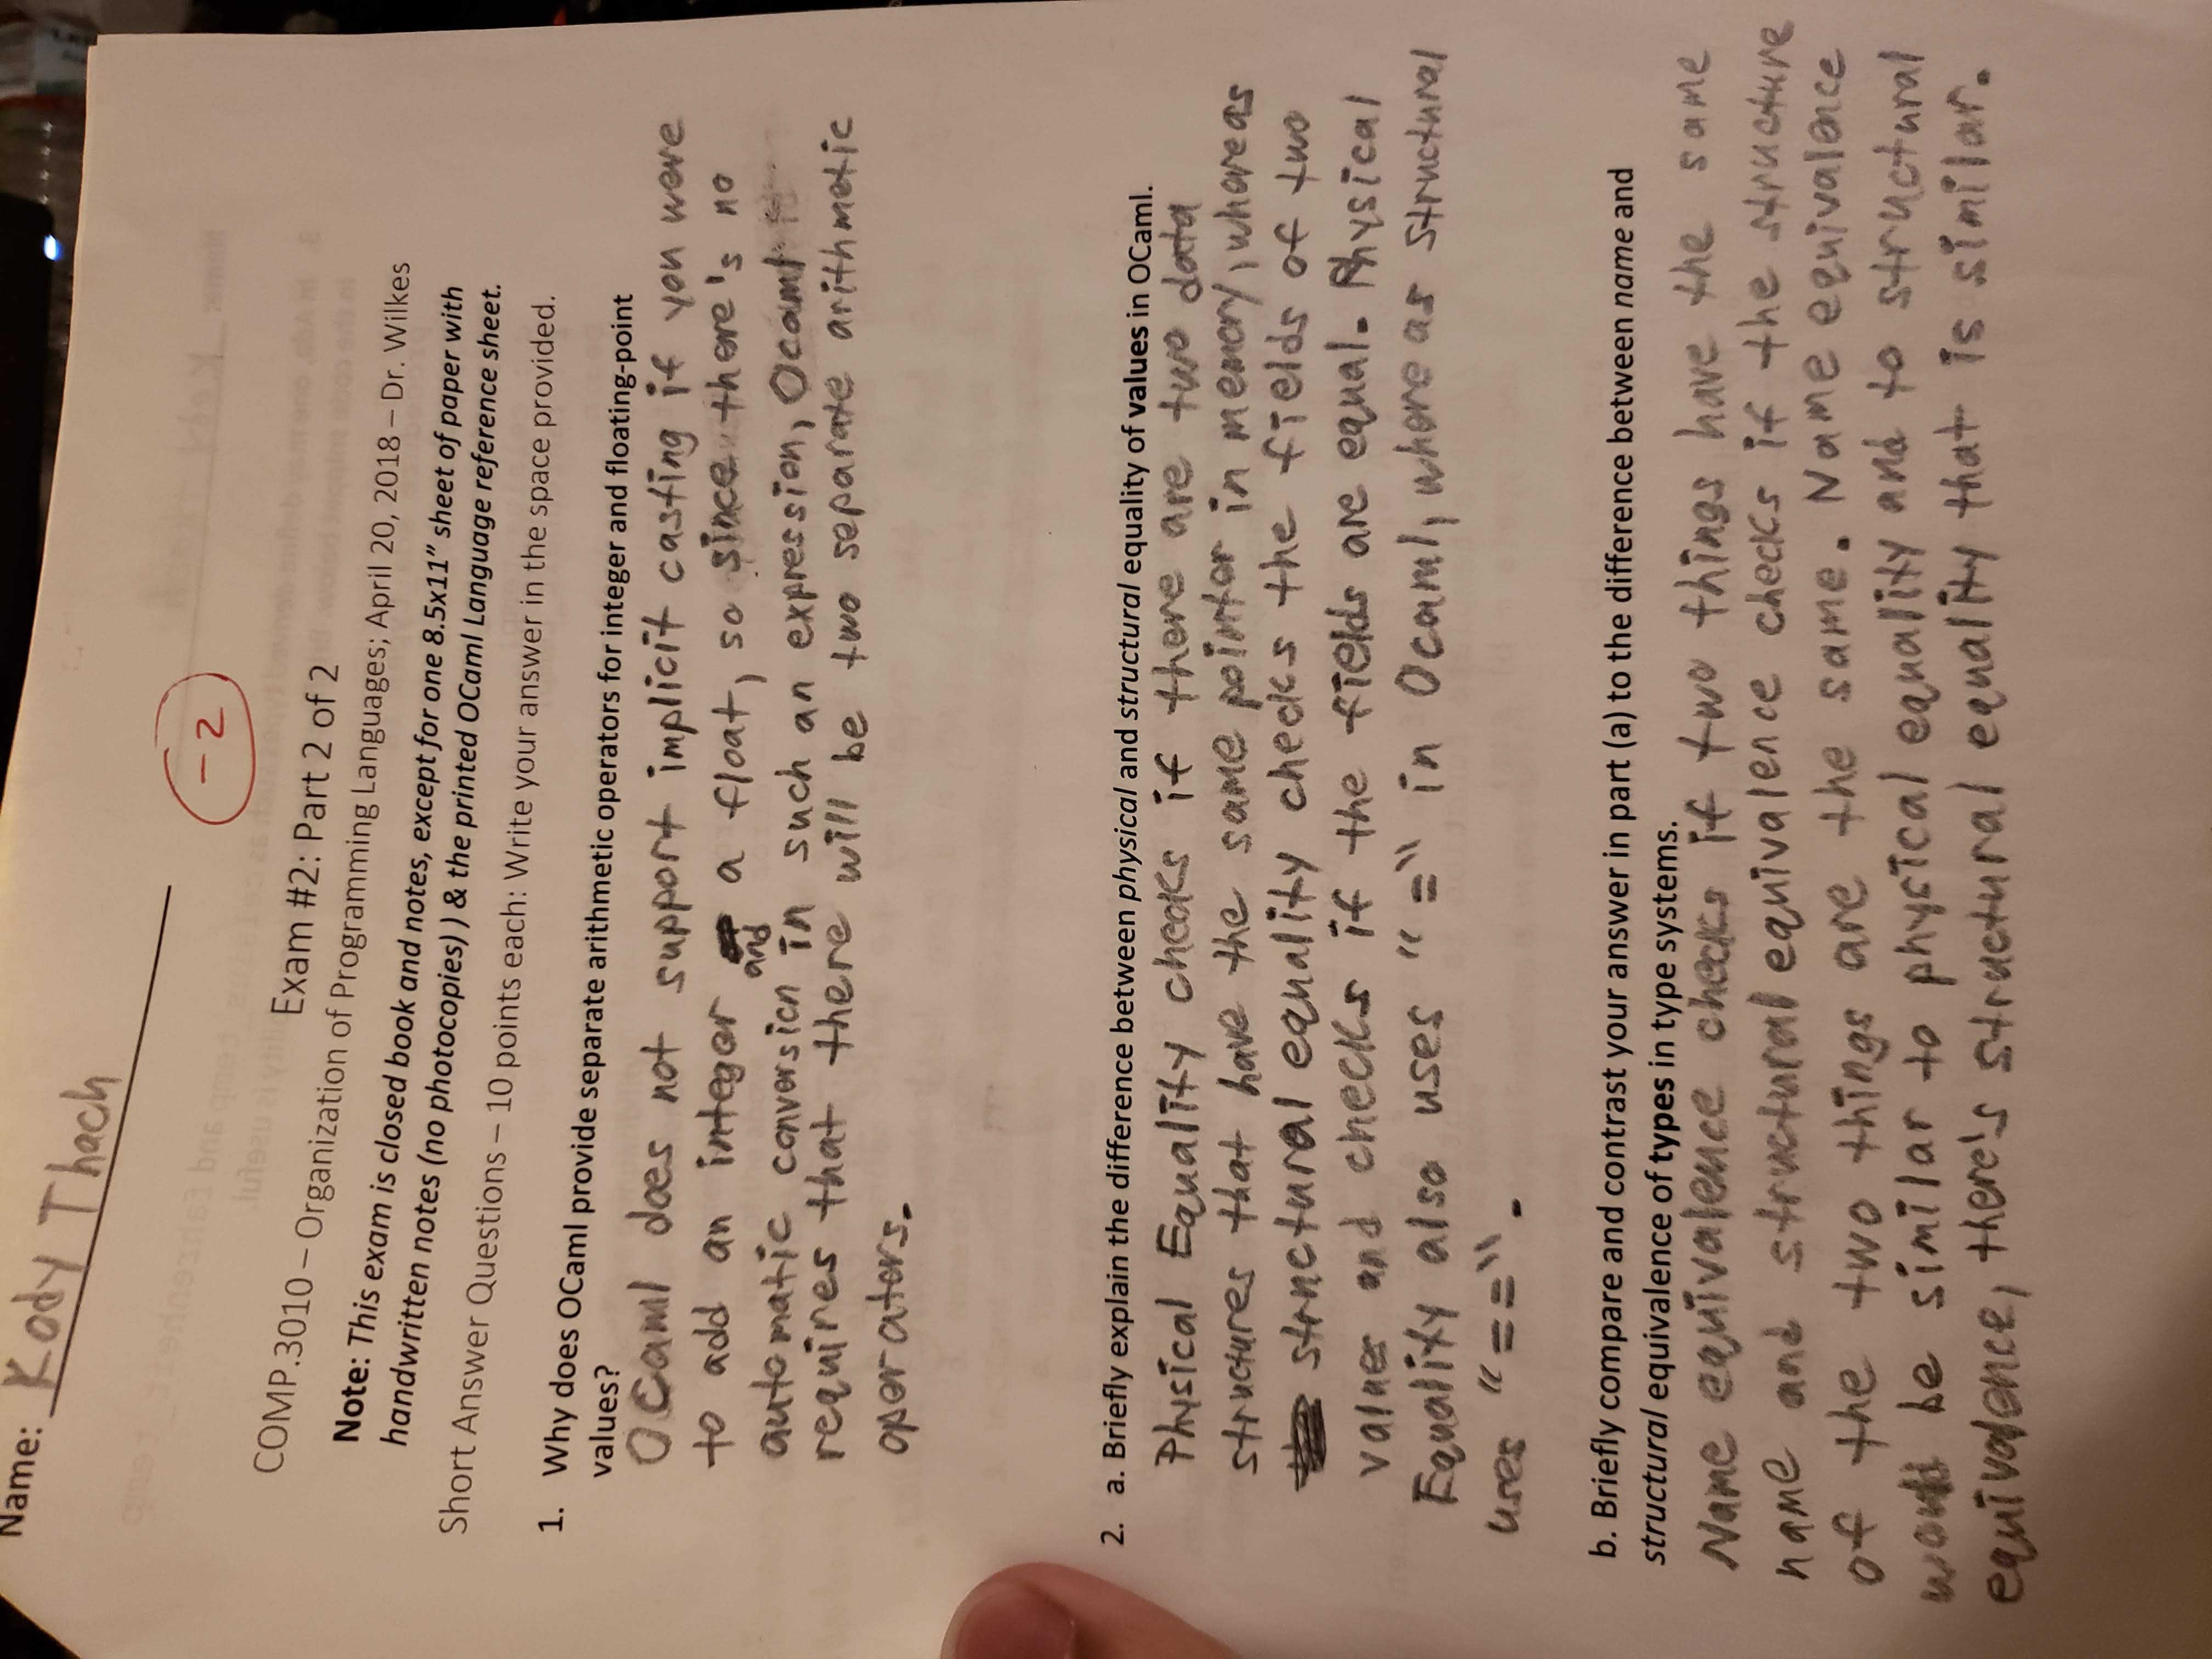 Name: Kody Thach
-2
Exam #2: Part 2 of 2
COMP.3010 – Organization of Programming Languages; April 20, 2018 – Dr. Wilkes
Note: This exam is closed book and notes, except for one 8.5x11” sheet of paper with
handwritten notes (no photocopies) ) & the printed OCaml Language reference sheet.
Short Answer Questions – 10 points each: Write your answer in the space provided.
1. Why does OCaml provide separate arithmetic operators for integer and floating-point
values?
OCaml does not support implicit casting if you were
to add an integer and a float, so since there's no
automatic conversion in such an expression, Ocaml
requires that there will be two separate arithmetic
operators.
2. a. Briefly explain the difference between physical and structural equality of values in OCaml.
Physical Equality checks if there are two data
structures that have the same pointer in memory, whereas
structural equality checks the fields of two
values and checks if the fields are equal. Physical
Equality also uses "=" in Ocaml, whereas Structural
uses "==".
b. Briefly compare and contrast your answer in part (a) to the difference between name and
structural equivalence of types in type systems.
Name equivalence checks if two things have the same
name and structural equivalence checks if the structure
of the two things are the same. Name equivalence
would be similar to physical equality and to structural
equivalence, there's structural equality that is similar.